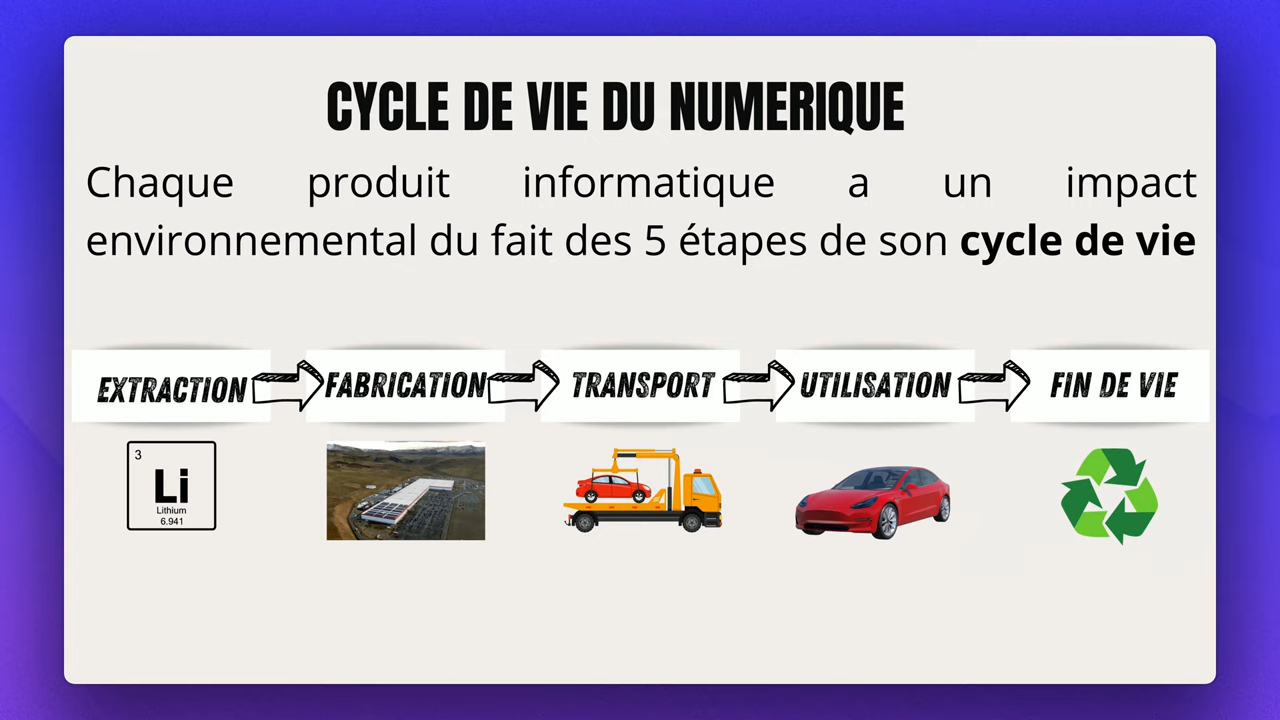 CYCLE DE VIE DU NUMERIQUE
Chaque produit informatique a un impact
environnemental du fait des 5 étapes de son cycle de vie
EXTRACTION FABRICATION TRANSPORT UTILISATION FIN DE VIE
3
Li
Lithium
6.941